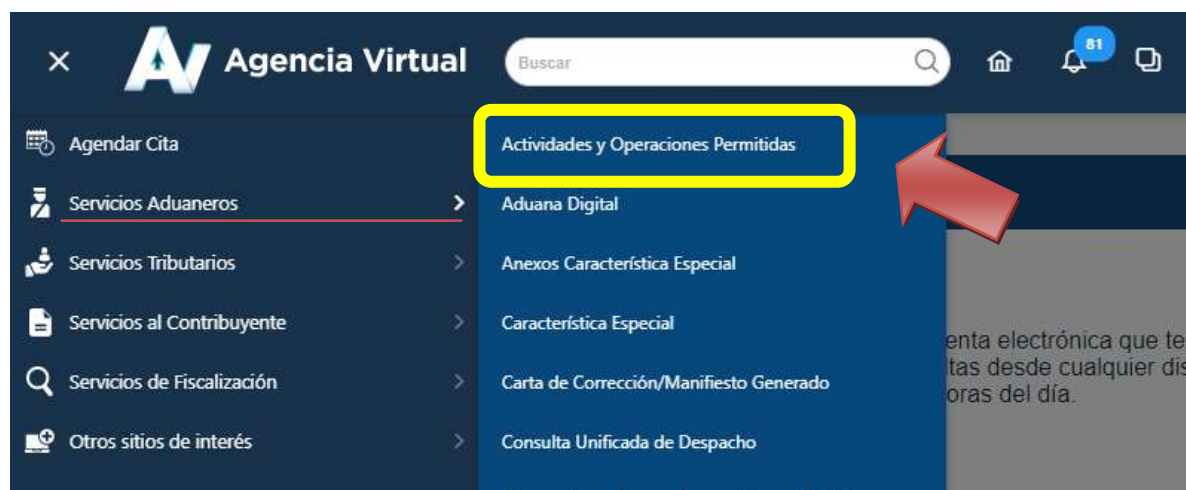 Agencia Virtual
Buscar
81
Agendar Cita
Servicios Aduaneros
Servicios Tributarios
Servicios al Contribuyente
Servicios de Fiscalización
Otros sitios de interés
Actividades y Operaciones Permitidas
Aduana Digital
Anexos Característica Especial
Característica Especial
Carta de Corrección/Manifiesto Generado
Consulta Unificada de Despacho
enta electrónica que te
tas desde cualquier dis
oras del día.